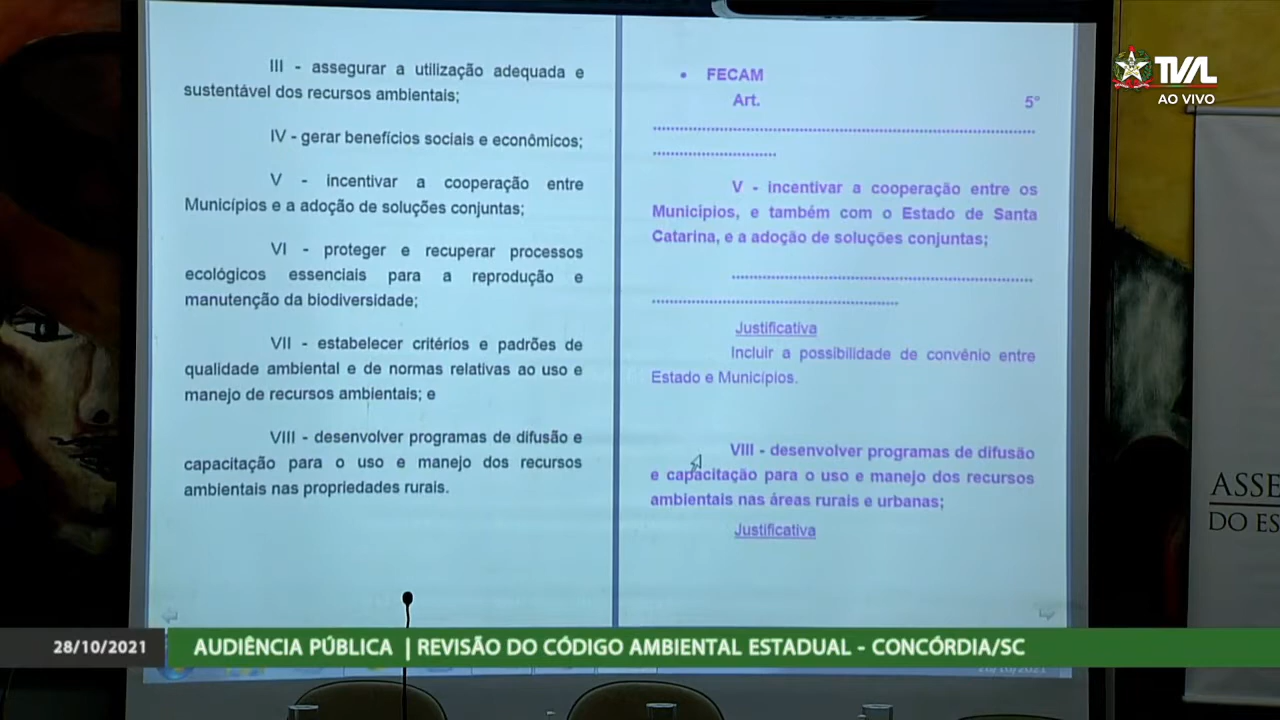 III - assegurar a utilização adequada e
sustentável dos recursos ambientais;
IV - gerar benefícios sociais e econômicos;
V - incentivar a cooperação entre
Municípios e a adoção de soluções conjuntas;
VI - proteger e recuperar processos
ecológicos essenciais para a reprodução e
manutenção da biodiversidade;
VII - estabelecer critérios e padrões de
qualidade ambiental e de normas relativas ao uso e
manejo de recursos ambientais; e
VIII - desenvolver programas de difusão e
capacitação para o uso e manejo dos recursos
ambientais nas propriedades rurais.
• FECAM
Art. 5º
V - incentivar a cooperação entre os
Municípios, e também com o Estado de Santa
Catarina, e a adoção de soluções conjuntas;
Justificativa
Incluir a possibilidade de convênio entre
Estado e Municípios.
VIII - desenvolver programas de difusão
e capacitação para o uso e manejo dos recursos
ambientais nas áreas rurais e urbanas;
Justificativa
TVAL
AO VIVO
ASSE
DO ES
28/10/2021
AUDIÊNCIA PÚBLICA | REVISÃO DO CÓDIGO AMBIENTAL ESTADUAL - CONCÓRDIA/SC